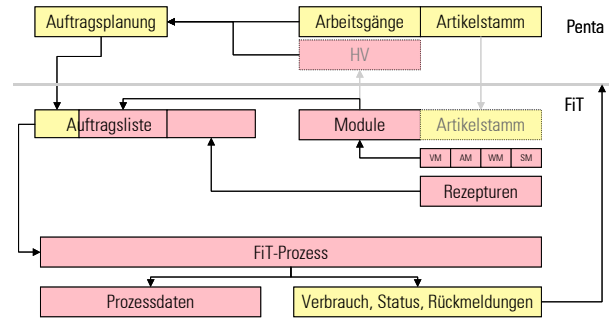 Auftragsplanung
Arbeitsgänge
Artikelstamm
Penta
HV
FiT
Auftragsliste
Module
Artikelstamm
VM
AM
WM
SM
Rezepturen
FiT-Prozess
Prozessdaten
Verbrauch, Status, Rückmeldungen